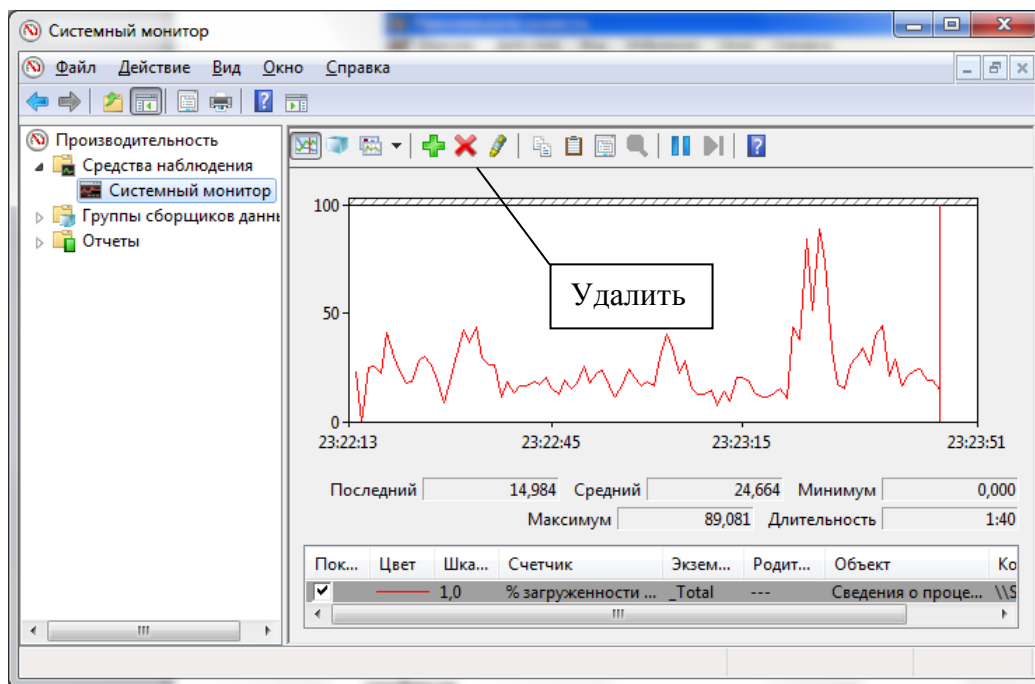 Системный монитор
Файл Действие Вид Окно Справка
Производительность
Средства наблюдения
Системный монитор
Группы сборщиков даннь
Отчеты
Удалить
100
50
0
23:22:13 23:22:45 23:23:15 23:23:51
Последний 14,984 Средний 24,664 Минимум 0,000
Максимум 89,081 Длительность 1:40
Пок... Цвет Шка... Счетчик Экзем... Родит... Объект Ко
1,0 % загруженности ... _Total --- Сведения о проце... \\S